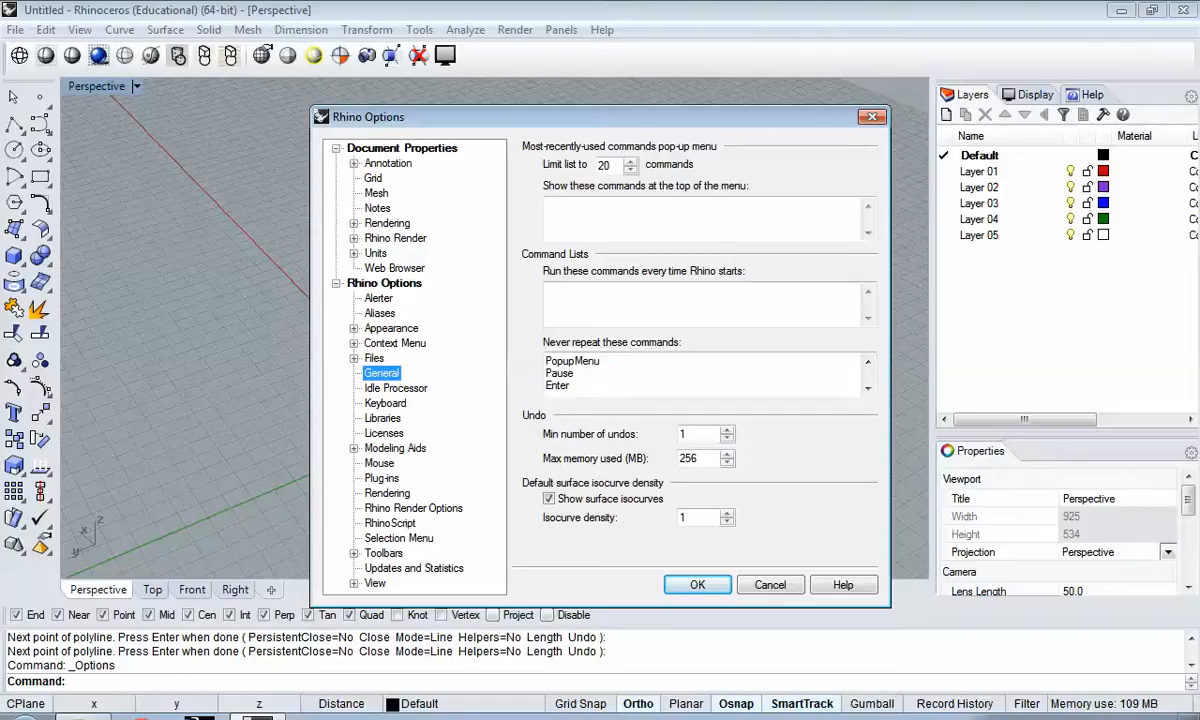 Untitled - Rhinoceros (Educational) (64-bit) - [Perspective]
File Edit View Curve Surface Solid Mesh Dimension Transform Tools Analyze Render Panels Help
Perspective
Rhino Options
Document Properties
Annotation
Grid
Mesh
Notes
Rendering
Rhino Render
Units
Web Browser
Rhino Options
Alerter
Aliases
Appearance
Context Menu
Files
General
Idle Processor
Keyboard
Libraries
Licenses
Modeling Aids
Mouse
Plug-ins
Rendering
Rhino Render Options
RhinoScript
Selection Menu
Toolbars
Updates and Statistics
View
Most-recently-used commands pop-up menu
Limit list to 20 commands
Show these commands at the top of the menu:
Command Lists
Run these commands every time Rhino starts:
Never repeat these commands:
PopupMenu
Pause
Enter
Undo
Min number of undos: 1
Max memory used (MB): 256
Default surface isocurve density
Show surface isocurves
Isocurve density: 1
OK Cancel Help
Layers Display Help
Name Material L
Default C
Layer 01 Co
Layer 02 Co
Layer 03 Co
Layer 04 Co
Layer 05 Co
Properties
Viewport
Title Perspective
Width 925
Height 534
Projection Perspective
Camera
Lens Length 50.0
z
x
y
Perspective Top Front Right
End Near Point Mid Cen Int Perp Tan Quad Knot Vertex Project Disable
Next point of polyline. Press Enter when done ( PersistentClose=No Close Mode=Line Helpers=No Length Undo ):
Next point of polyline. Press Enter when done ( PersistentClose=No Close Mode=Line Helpers=No Length Undo ):
Command: _Options
Command:
CPlane x y z Distance Default Grid Snap Ortho Planar Osnap SmartTrack Gumball Record History Filter Memory use: 109 MB